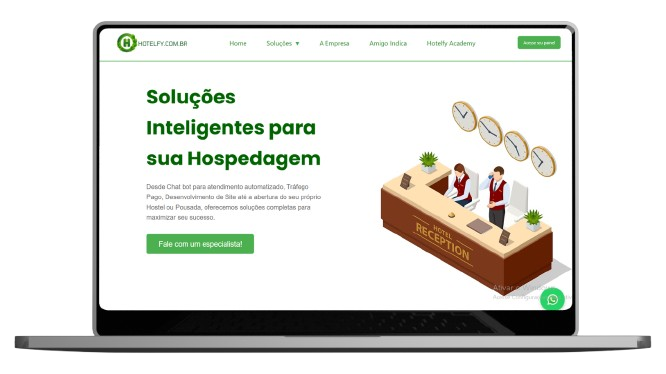 HOTELFY.COM.BR
Home
Soluções ▼
A Empresa
Amigo Indica
Hotelfy Academy
Acesse seu painel
Soluções
Inteligentes para
sua Hospedagem
Desde Chat bot para atendimento automatizado, Tráfego
Pago, Desenvolvimento de Site até a abertura do seu próprio
Hostel ou Pousada, oferecemos soluções completas para
maximizar seu sucesso.
Fale com um especialista!
HOTEL
RECEPTION
Ativar